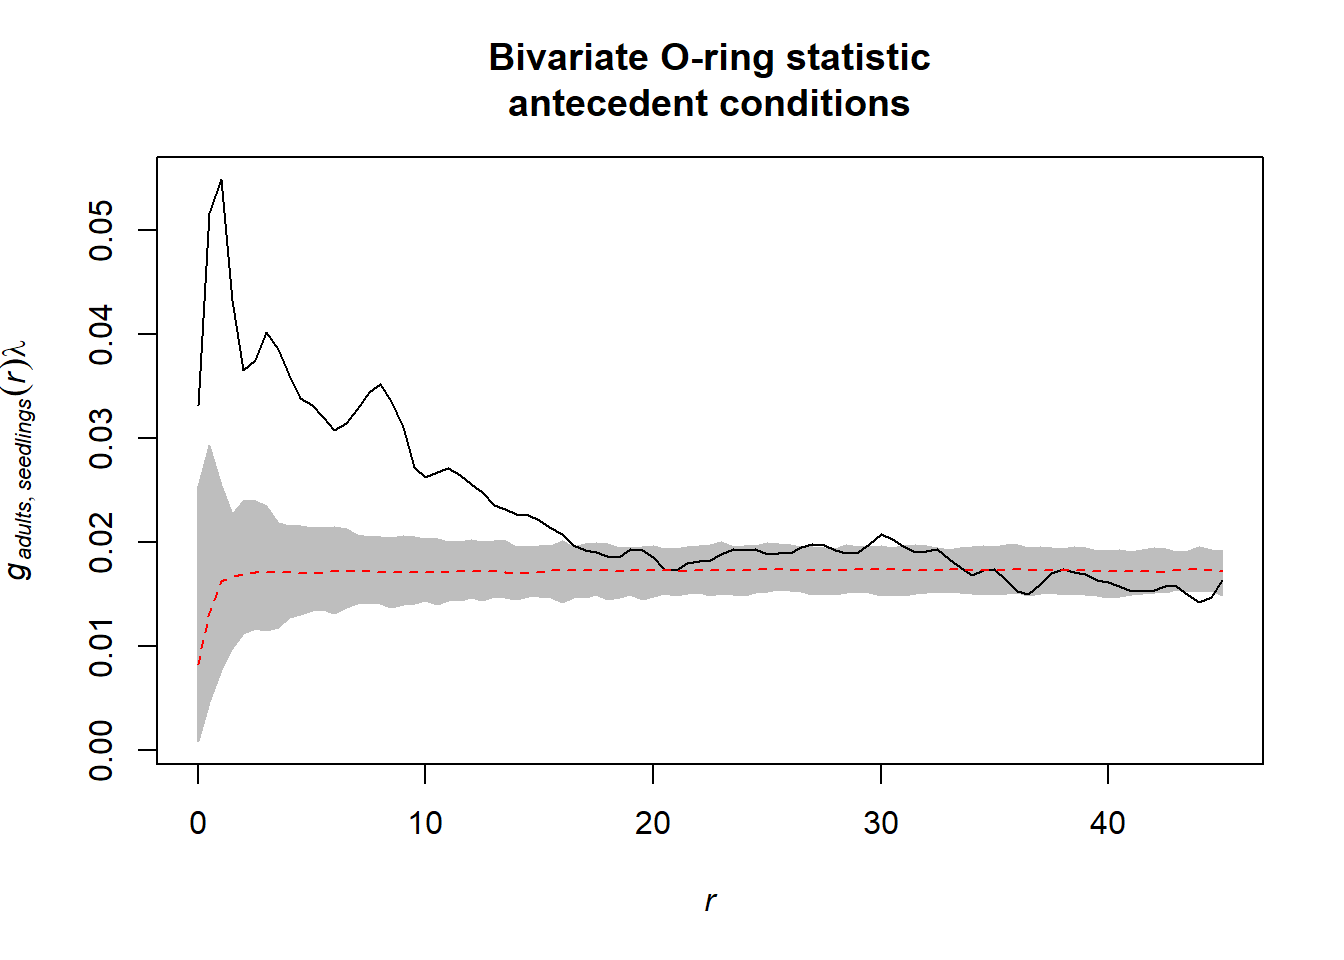 Bivariate O-ring statistic
antecedent conditions
g adults, seedlings(r)λ
0.05
0.04
0.03
0.02
0.01
0.00
0 10 20 30 40
r